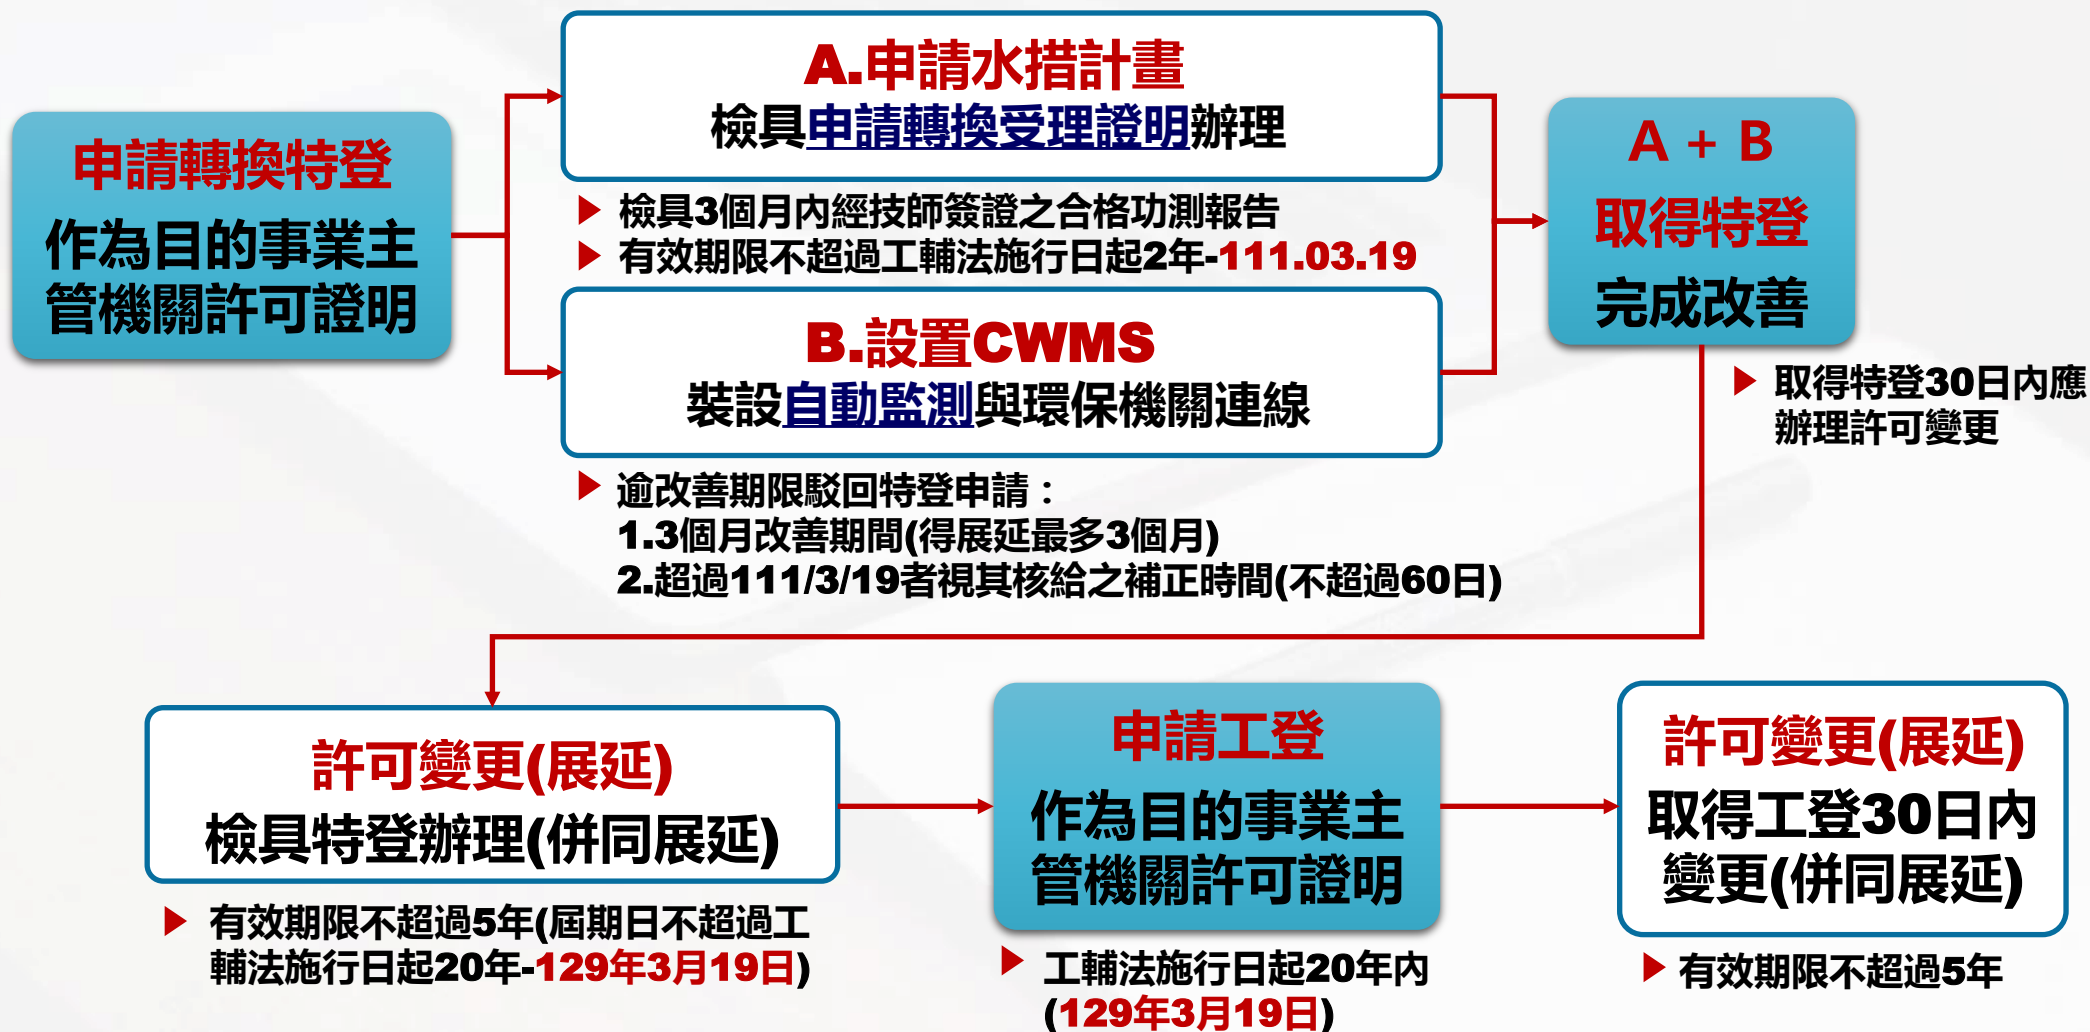 申請轉換特登
作為目的事業主
管機關許可證明
A.申請水措計畫
檢具申請轉換受理證明辦理
檢具3個月內經技師簽證之合格功測報告
有效期限不超過工輔法施行日起2年-111.03.19
B.設置CWMS
裝設自動監測與環保機關連線
逾改善期限駁回特登申請：
1.3個月改善期間(得展延最多3個月)
2.超過111/3/19者視其核給之補正時間(不超過60日)
A + B
取得特登
完成改善
取得特登30日內應
辦理許可變更
許可變更(展延)
檢具特登辦理(併同展延)
有效期限不超過5年(屆期日不超過工
輔法施行日起20年-129年3月19日)
申請工登
作為目的事業主
管機關許可證明
工輔法施行日起20年內
(129年3月19日)
許可變更(展延)
取得工登30日內
變更(併同展延)
有效期限不超過5年